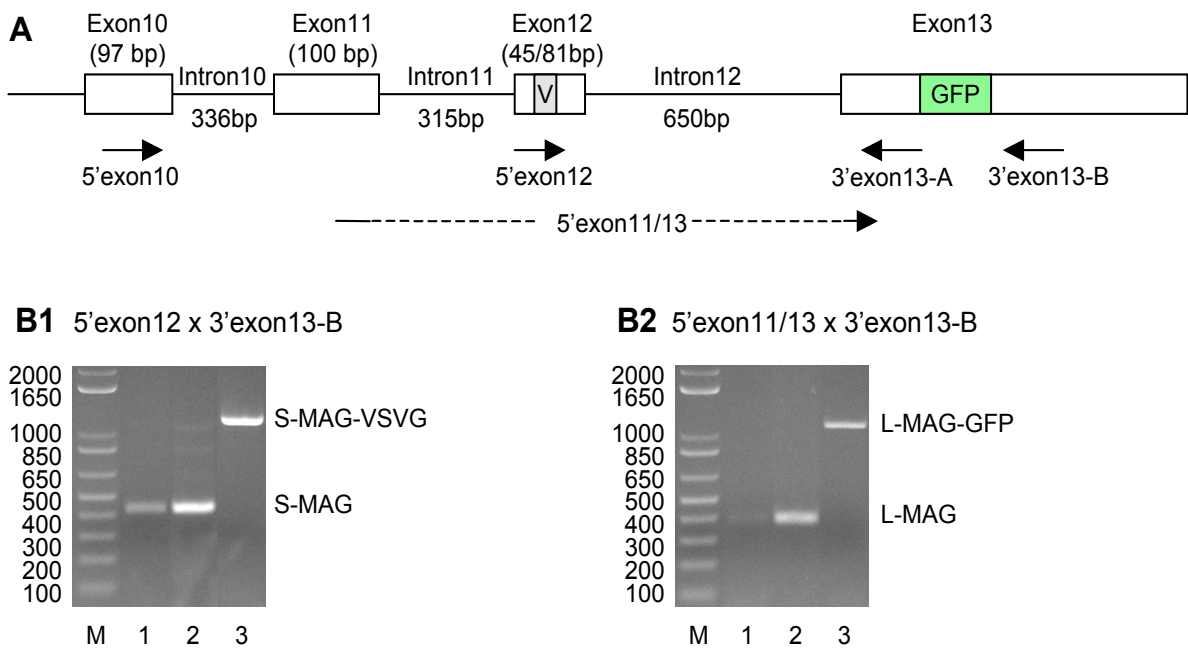 A
Exon10 Exon11 Exon12 Exon13
(97 bp) (100 bp) (45/81bp)
Intron10 Intron11 V Intron12 GFP
336bp 315bp 650bp
5'exon10 5'exon12 3'exon13-A 3'exon13-B
5'exon11/13
B1 5'exon12 x 3'exon13-B
2000
1650
1000
850
650
500
400
300
200
100
S-MAG-VSVG
S-MAG
M 1 2 3
B2 5'exon11/13 x 3'exon13-B
2000
1650
1000
850
650
500
400
300
200
100
L-MAG-GFP
L-MAG
M 1 2 3